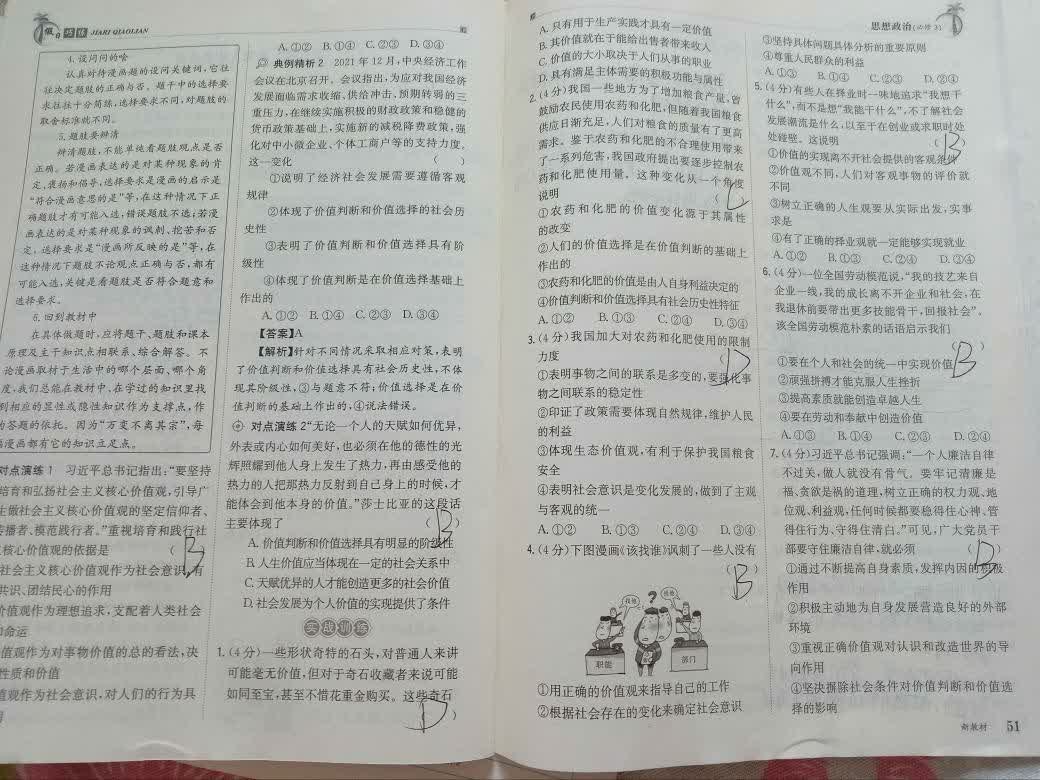 假日巧练 JIARI QIAOLIAN
4. 设问问的啥
认真对待漫画题的设问关键词,它往
往决定题肢的正确与否。题干中的选择要
求往往十分简练,选择要求不同,对题肢的
取舍标准就不同。
5. 题肢要辩清
辨清题肢,不能单纯看题肢观点是否
正确。若漫画表达的是对某种现象的肯
定、褒扬和倡导,选择要求是漫画的启示是
“符合漫画意思的是”等,在这种情况下正
确题肢才有可能入选,错误题肢不选;若漫
画表达的是对某种现象的讽刺、挖苦和否
定,选择要求是“漫画所反映的是”等,在
这种情况下题肢不论观点正确与否,都有
可能入选,关键是看题肢是否符合题意和
选择要求。
6. 回到教材中
在具体做题时,应将题干、题肢和课本
原理及主干知识点相联系、综合解答。不
论漫画取材于生活中的哪个层面、哪个角
度,我们总能在教材中,在学过的知识里找
到相应的显性或隐性知识作为支撑点,作
为答题的依托。因为“万变不离其宗”,每
漫画都有它的知识立足点。
对点演练 1 习近平总书记指出:“要坚持
培育和弘扬社会主义核心价值观,引导广
做社会主义核心价值观的坚定信仰者、
传播者、模范践行者。”重视培育和践行社
核心价值观的依据是 ( B
社会主义核心价值观作为社会意识,有
共识、团结民心的作用
价值观作为理想追求,支配着人类社会
命运
值观作为对事物价值的总的看法,决
性质和价值
观作为社会意识,对人们的行为具
A. ①② B. ①④ C. ②③ D. ③④
典例精析 2 2021 年 12 月,中央经济工作
会议在北京召开。会议指出,为应对我国经济
发展面临需求收缩、供给冲击、预期转弱的三
重压力,在继续实施积极的财政政策和稳健的
货币政策基础上,实施新的减税降费政策,强
化对中小微企业、个体工商户等的支持力度。
这一变化 ( )
①说明了经济社会发展需要遵循客观
规律
②体现了价值判断和价值选择的社会历
史性
③表明了价值判断和价值选择具有阶
级性
④体现了价值判断是在价值选择基础上
作出的
A. ①② B. ①④ C. ②③ D. ③④
【答案】A
【解析】针对不同情况采取相应对策,表明
了价值判断和价值选择具有社会历史性,不体
现其阶级性,③与题意不符;价值选择是在价
值判断的基础上作出的,④说法错误。
对点演练 2 “无论一个人的天赋如何优异,
外表或内心如何美好,也必须在他的德性的光
辉照耀到他人身上发生了热力,再由感受他的
热力的人把那热力反射到自己身上的时候,才
能体会到他本身的价值。”莎士比亚的这段话
主要体现了 ( B )
A. 价值判断和价值选择具有明显的阶级性
B. 人生价值应当体现在一定的社会关系中
C. 天赋优异的人才能创造更多的社会价值
D. 社会发展为个人价值的实现提供了条件
实战训练
1. (4 分)一些形状奇特的石头,对普通人来讲
可能毫无价值,但对于奇石收藏者来说可能
如同至宝,甚至不惜花重金购买。这些奇石
( D )
思想政治(必修3)
A. 只有用于生产实践才具有一定价值
B. 其价值就在于能给出售者带来收入
C. 价值的大小取决于人们从事的职业
D. 具有满足主体需要的积极功能与属性
2. (4 分)我国一些地方为了增加粮食产量,曾
鼓励农民使用农药和化肥,但随着我国粮食
供应日渐充足,人们对粮食的质量有了更高
需求。鉴于农药和化肥的不合理使用带来
了一系列危害,我国政府提出要逐步控制农
药和化肥使用量。这种变化从一个角度
说明 ( C
①农药和化肥的价值变化源于其属性
的改变
②人们的价值选择是在价值判断的基础上
作出的
③农药和化肥的价值是由人自身利益决定的
④价值判断和价值选择具有社会历史性特征
A. ①② B. ①③ C. ②④ D. ③④
3. (4 分)我国加大对农药和化肥使用的限制
力度 ( D )
①表明事物之间的联系是多变的,要强化事
物之间联系的稳定性
②印证了政策需要体现自然规律,维护人民
的利益
③体现生态价值观,有利于保护我国粮食
安全
④表明社会意识是变化发展的,做到了主观
与客观的统一
A. ①② B. ①③ C. ②④ D. ③④
4. (4 分)下图漫画《该找谁》讽刺了一些人没有
( B )
找他
?
找他
职能
部门
①用正确的价值观来指导自己的工作
②根据社会存在的变化来确定社会意识
③坚持具体问题具体分析的重要原则
④尊重人民群众的利益
A. ①③ B. ①④ C. ②③ D. ②④
5. (4 分)有些人在择业时一味地追求“我想干
什么”,而不是想“我能干什么”,不了解社会
发展潮流是什么,以至于在创业或求职时处
处碰壁。这说明 ( B )
①价值的实现离不开社会提供的客观条件
②价值观不同,人们对客观事物的评价就
不同
③树立正确的人生观要从实际出发,实事
求是
④有了正确的择业观就一定能够实现就业
A. ①② B. ①③ C. ②④ D. ③④
6. (4 分)一位全国劳动模范说,“我的技艺来自
企业一线,我的成长离不开企业和社会,在
我退休前要带出更多技能骨干,回报社会”。
该全国劳动模范朴素的话语启示我们
( B )
①要在个人和社会的统一中实现价值
②顽强拼搏才能克服人生挫折
③提高素质就能创造卓越人生
④要在劳动和奉献中创造价值
A. ①③ B. ①④ C. ②③ D. ②④
7. (4 分)习近平总书记强调:“一个人廉洁自律
不过关,做人就没有骨气。要牢记清廉是
福、贪欲是祸的道理,树立正确的权力观、地
位观、利益观,任何时候都要稳得住心神、管
得住行为、守得住清白。”可见,广大党员干
部要守住廉洁自律,就必须 ( D )
①通过不断提高自身素质,发挥内因的积极
作用
②积极主动地为自身发展营造良好的外部
环境
③重视正确价值观对认识和改造世界的导
向作用
④坚决摒除社会条件对价值判断和价值选
择的影响
新教材 51